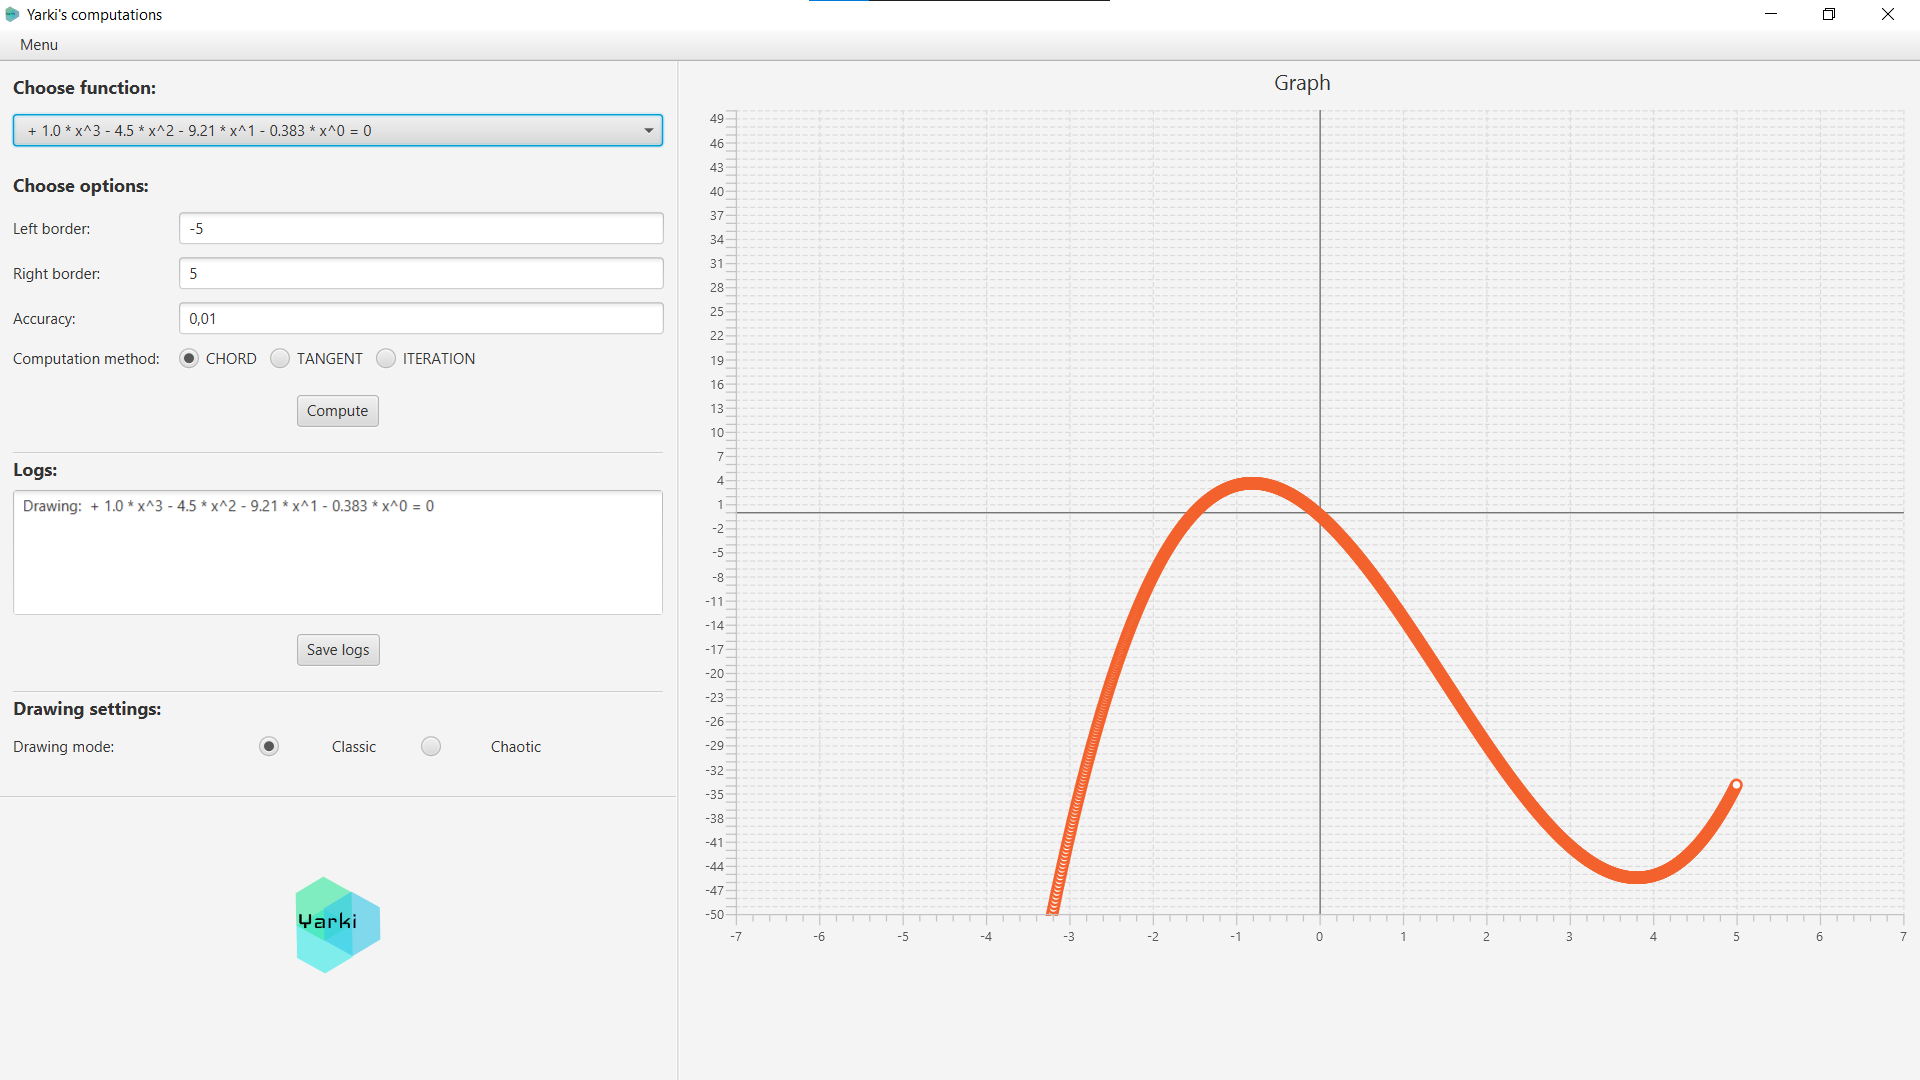 Yarki's computations
Menu
Choose function:
+ 1.0 * x^3 - 4.5 * x^2 - 9.21 * x^1 - 0.383 * x^0 = 0
Choose options:
Left border: -5
Right border: 5
Accuracy: 0,01
Computation method: CHORD TANGENT ITERATION
Compute
Logs:
Drawing: + 1.0 * x^3 - 4.5 * x^2 - 9.21 * x^1 - 0.383 * x^0 = 0
Save logs
Drawing settings:
Drawing mode: Classic Chaotic
Yarki
Graph
49
46
43
40
37
34
31
28
25
22
19
16
13
10
7
4
1
-2
-5
-8
-11
-14
-17
-20
-23
-26
-29
-32
-35
-38
-41
-44
-47
-50
-7 -6 -5 -4 -3 -2 -1 0 1 2 3 4 5 6 7